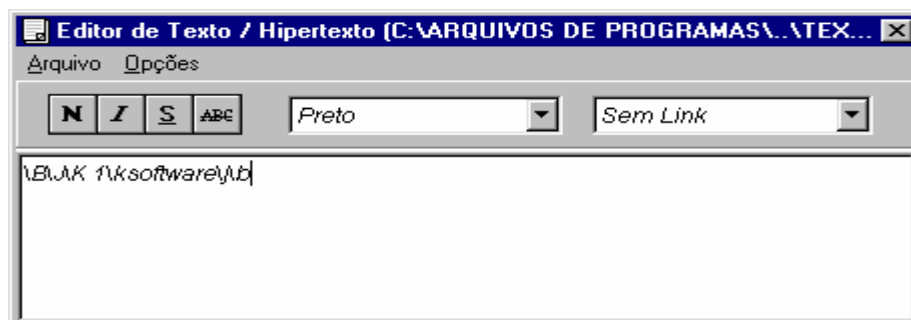 Editor de Texto / Hipertexto (C:\ARQUIVOS DE PROGRAMAS\..\TEX...
Arquivo Opções
N I S ABC Preto Sem Link
\B\J\K 1\ksoftware\j\b